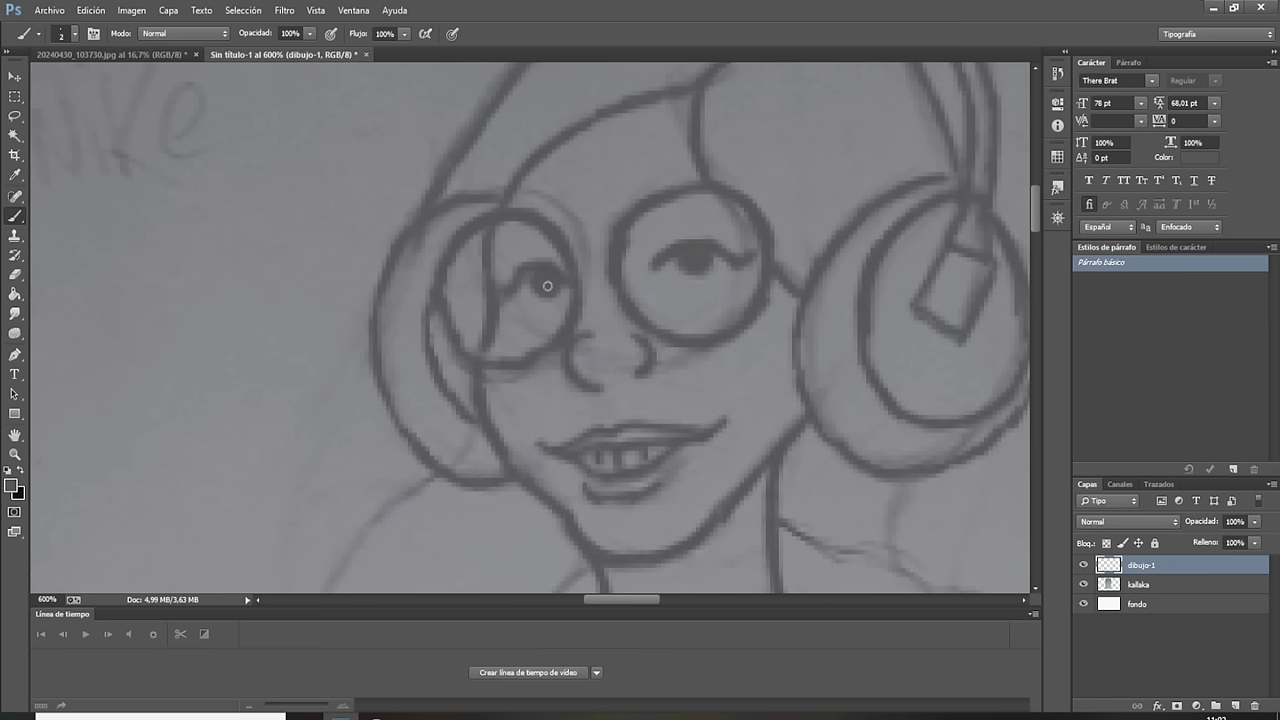 Ps Archivo Edición Imagen Capa Texto Selección Filtro Vista Ventana Ayuda
2 Modo: Normal Opacidad: 100% Flujo: 100% Tipografía
20240430_103730.jpg al 16,7% (RGB/8) * × Sin título-1 al 600% (dibujo-1, RGB/8) * ×
Nike
Carácter Párrafo
There Brat Regular
78 pt 68,01 pt
0
100% 100%
0 pt Color:
Español Enfocado
Estilos de párrafo Estilos de carácter
Párrafo básico
Capas Canales Trazados
Tipo
Normal Opacidad: 100%
Bloq.: Relleno: 100%
dibujo-1
kallaka
fondo
600% Doc: 4,99 MB/3,63 MB
Línea de tiempo
Crear línea de tiempo de vídeo